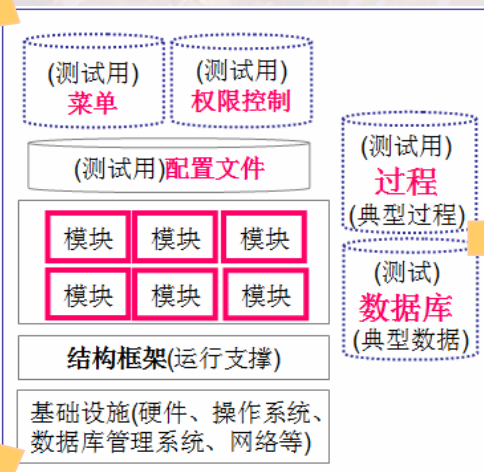 (测试用)
菜单
(测试用)
权限控制
(测试用)配置文件
模块 模块 模块
模块 模块 模块
结构框架(运行支撑)
基础设施(硬件、操作系统、
数据库管理系统、网络等)
(测试用)
过程
(典型过程)
(测试)
数据库
(典型数据)